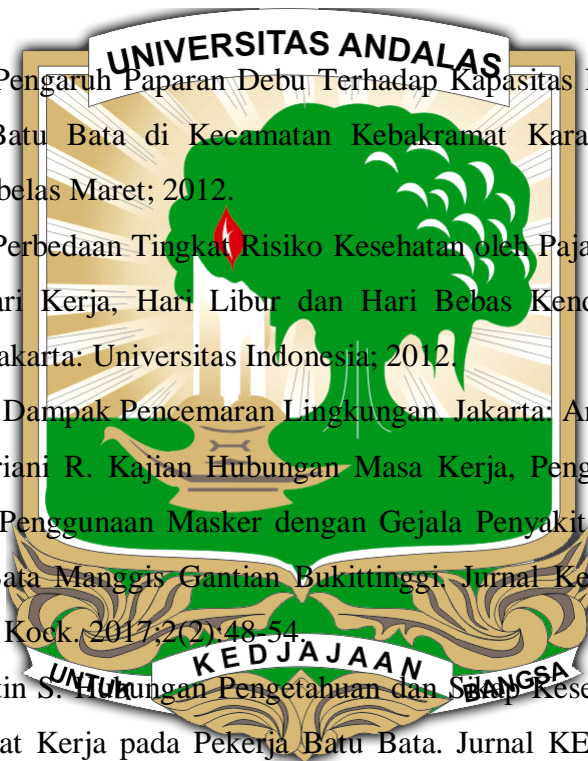 UNIVERSITAS ANDALAS
Pengaruh Paparan Debu Terhadap Kapasitas
Batu Bata di Kecamatan Kebakramat Kara
belas Maret; 2012.
Perbedaan Tingkat Risiko Kesehatan oleh Paja
ari Kerja, Hari Libur dan Hari Bebas Kend
akarta: Universitas Indonesia; 2012.
Dampak Pencemaran Lingkungan. Jakarta: An
riani R. Kajian Hubungan Masa Kerja, Peng
Penggunaan Masker dengan Gejala Penyakit
Bata Manggis Gantian Bukittinggi. Jurnal Ke
Kock. 2017;2(2):48-54.
UNTUK KEDJAJAAN BANGSA
tin S. Hubungan Pengetahuan dan Sikap Kese
at Kerja pada Pekerja Batu Bata. Jurnal KE